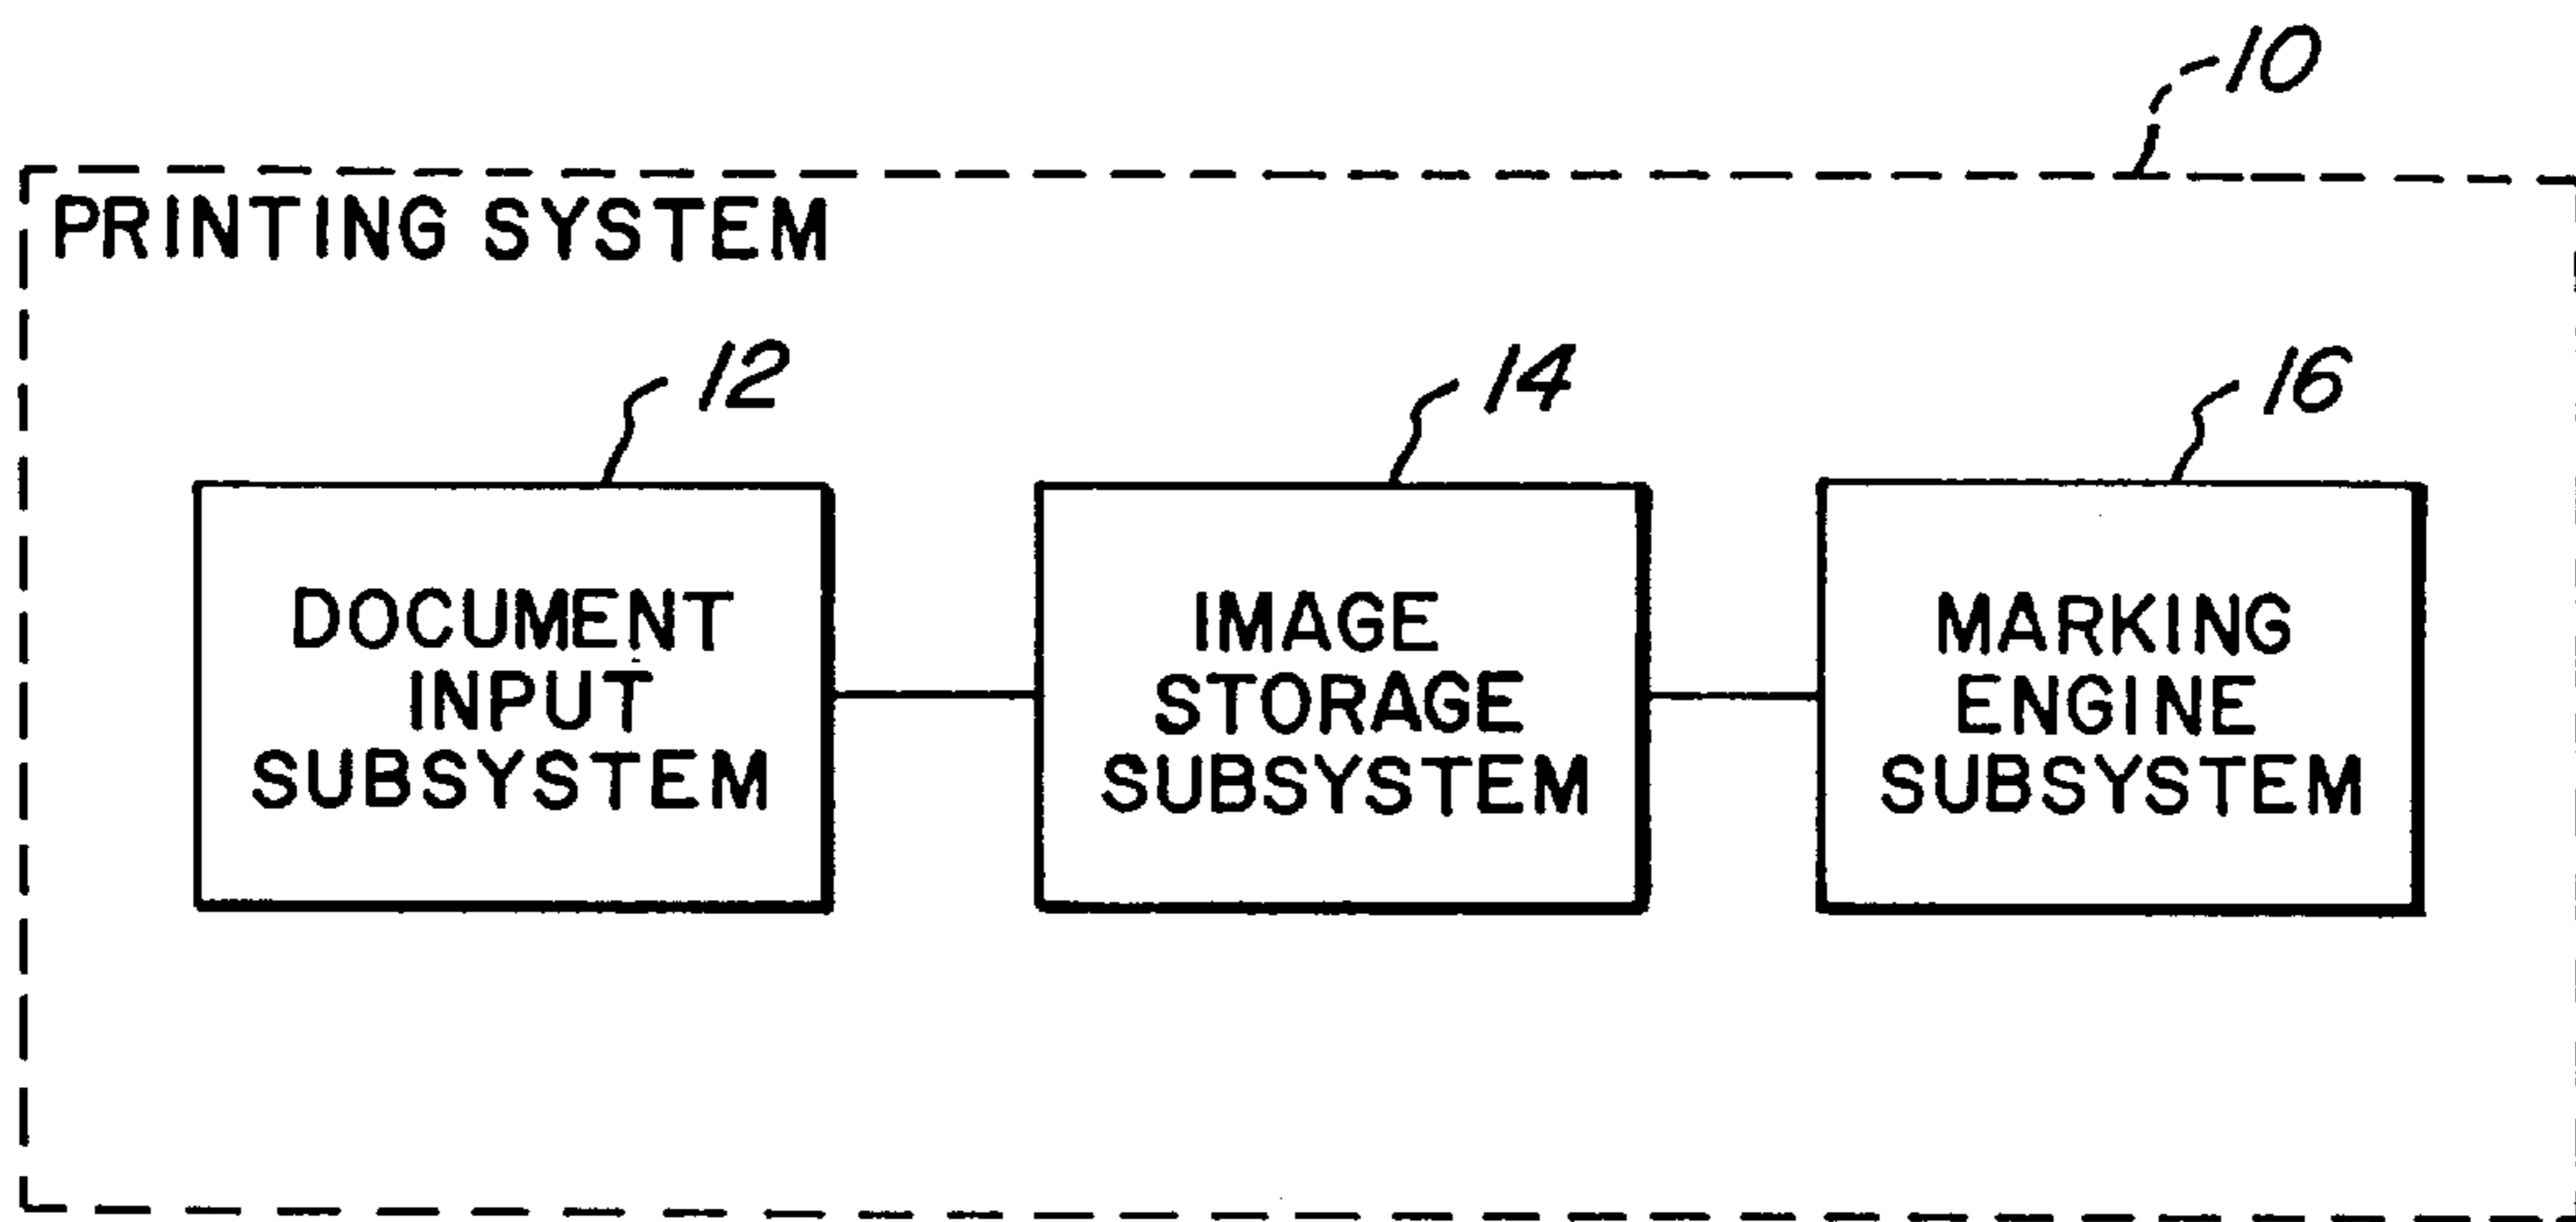 10
PRINTING SYSTEM
12
14
16
DOCUMENT
INPUT
SUBSYSTEM
IMAGE
STORAGE
SUBSYSTEM
MARKING
ENGINE
SUBSYSTEM